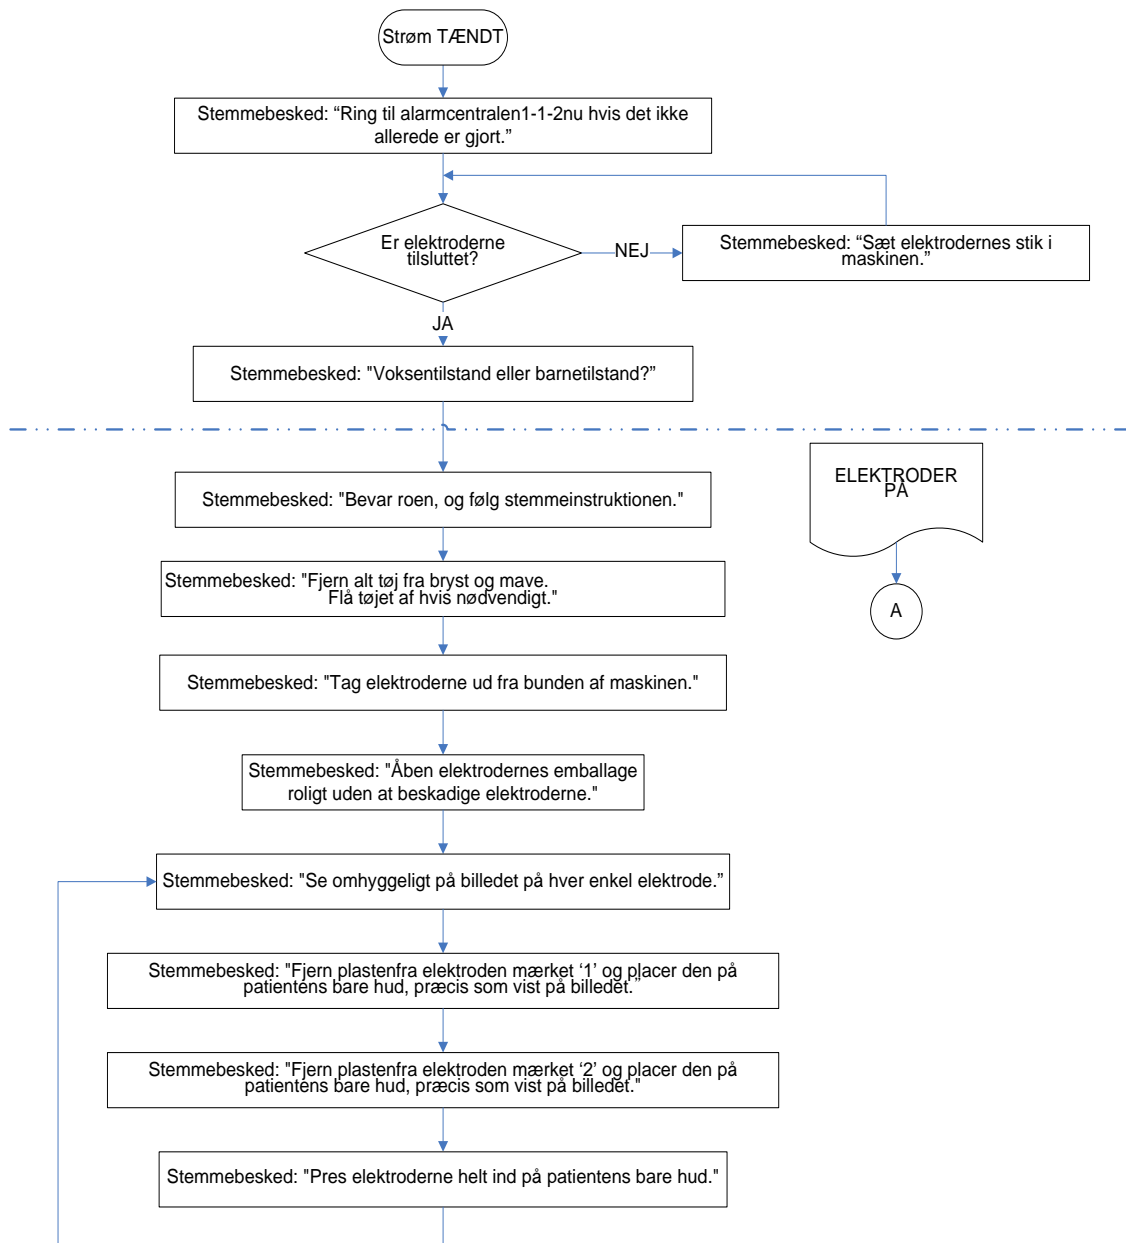 Strøm TÆNDT
Stemmebesked: “Ring til alarmcentralen1-1-2nu hvis det ikke
allerede er gjort.”
Er elektroderne
tilsluttet?
NEJ
Stemmebesked: “Sæt elektrodernes stik i
maskinen.”
JA
Stemmebesked: "Voksentilstand eller barnetilstand?”
ELEKTRODER
PÅ
Stemmebesked: "Bevar roen, og følg stemmeinstruktionen."
Stemmebesked: "Fjern alt tøj fra bryst og mave.
Flå tøjet af hvis nødvendigt."
A
Stemmebesked: "Tag elektroderne ud fra bunden af maskinen."
Stemmebesked: "Åben elektrodernes emballage
roligt uden at beskadige elektroderne."
Stemmebesked: "Se omhyggeligt på billedet på hver enkel elektrode.”
Stemmebesked: "Fjern plastenfra elektroden mærket ‘1’ og placer den på
patientens bare hud, præcis som vist på billedet.”
Stemmebesked: "Fjern plastenfra elektroden mærket ‘2’ og placer den på
patientens bare hud, præcis som vist på billedet."
Stemmebesked: "Pres elektroderne helt ind på patientens bare hud."